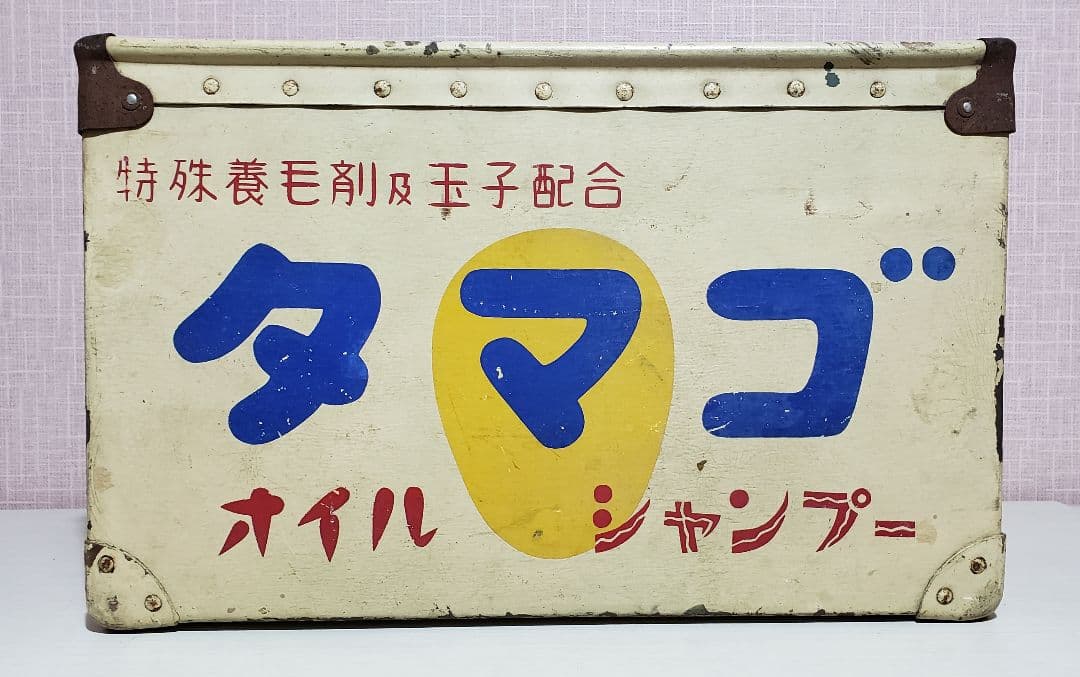 特殊養毛剤及玉子配合
タマゴ
オイル シャンプー